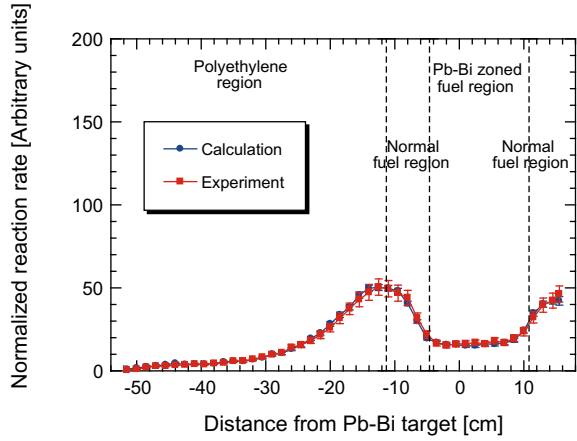 Normalized reaction rate [Arbitrary units]
200
150
100
50
0
Polyethylene
region
Pb-Bi zoned
fuel region
Normal
fuel region
Normal
fuel region
Calculation
Experiment
-50 -40 -30 -20 -10 0 10
Distance from Pb-Bi target [cm]